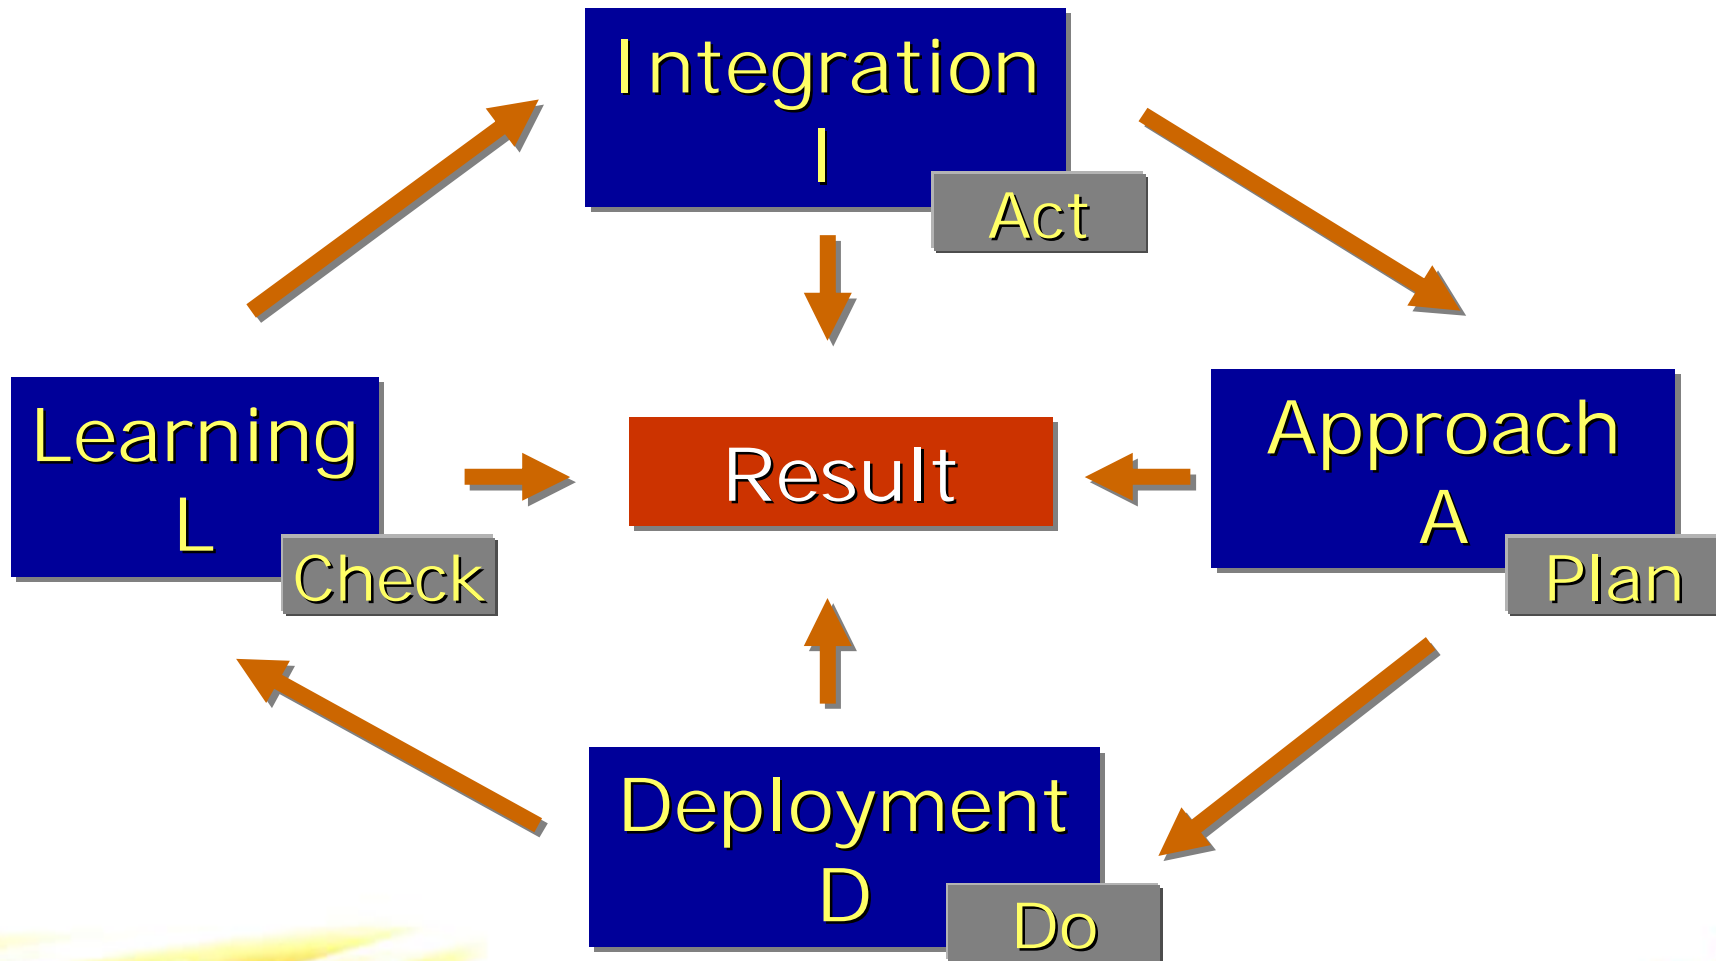 Integration
I
Act
Learning
L
Check
Result
Approach
A
Plan
Deployment
D
Do